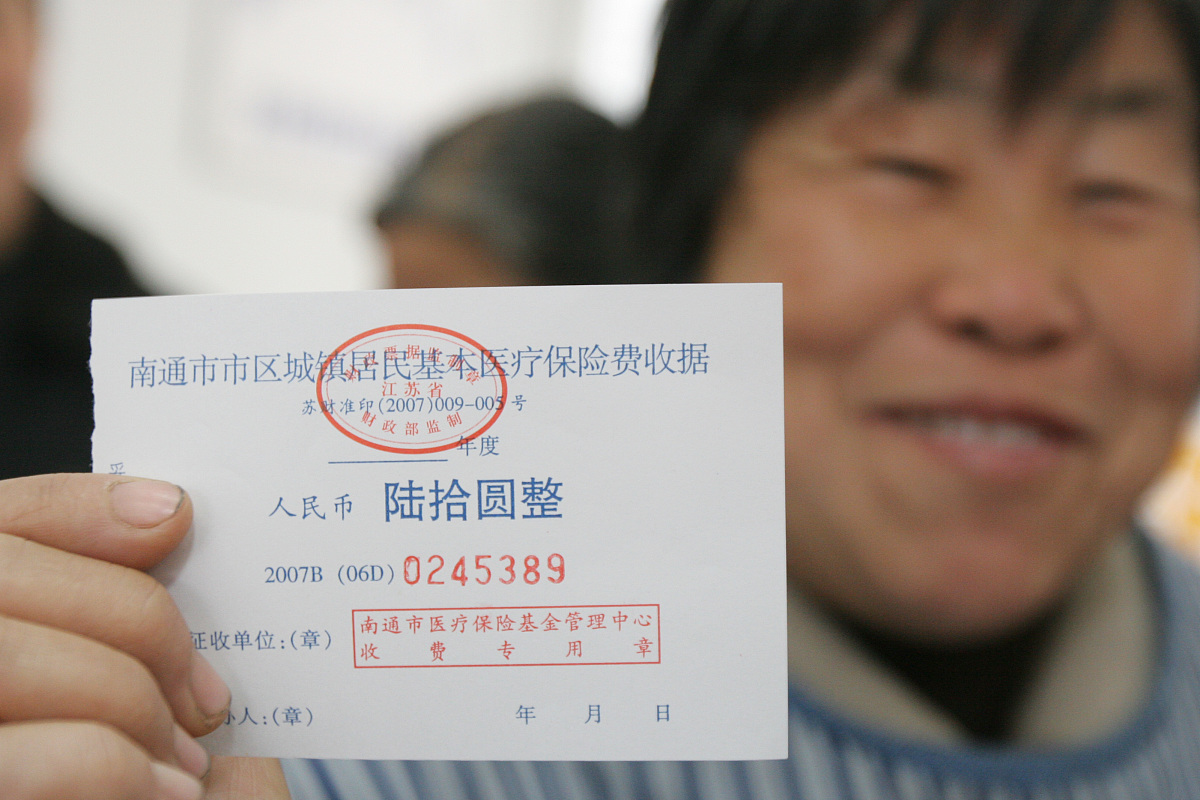 南通市市区城镇居民基本医疗保险费收据
江苏省
苏财准印(2007)009-005 号
财政部监制
年度
人民币 陆拾圆整
2007B (06D) 0245389
征收单位:(章)
南通市医疗保险基金管理中心
收费专用章
人:(章) 年 月 日